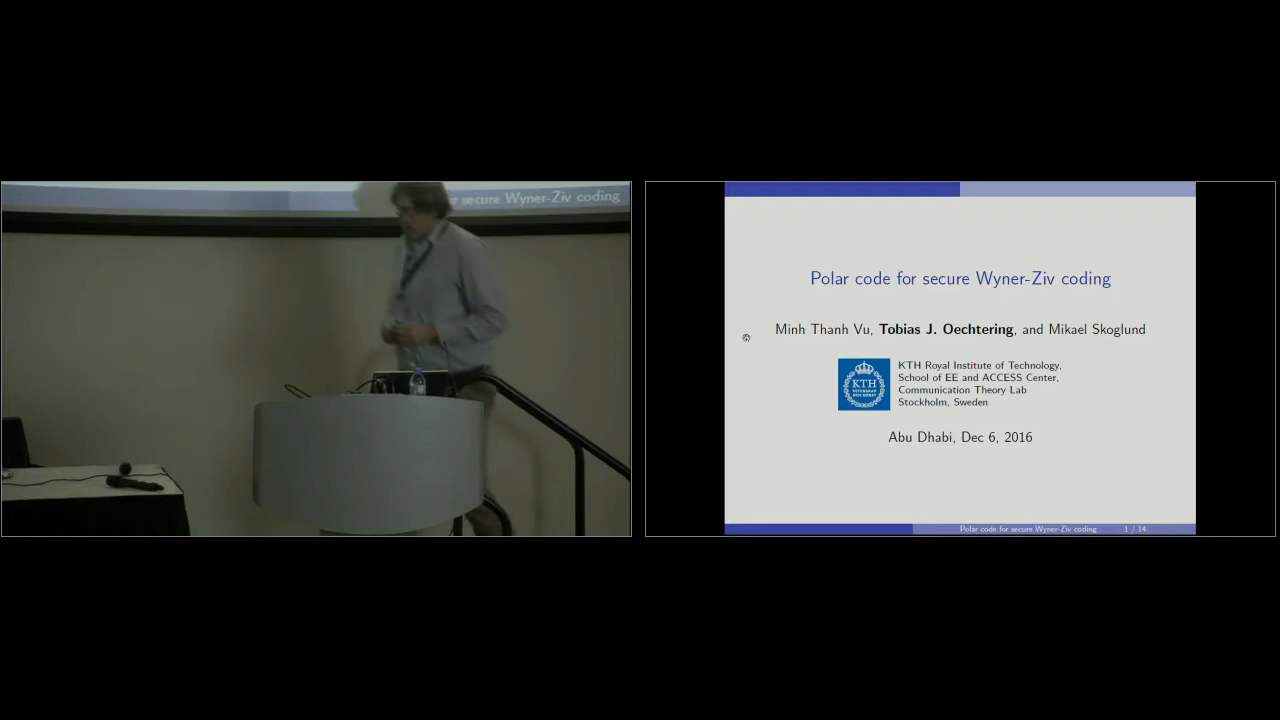 secure Wyner-Ziv coding
Polar code for secure Wyner-Ziv coding
Minh Thanh Vu, Tobias J. Oechtering, and Mikael Skoglund
KTH
KTH Royal Institute of Technology,
School of EE and ACCESS Center,
Communication Theory Lab
Stockholm, Sweden
Abu Dhabi, Dec 6, 2016
Polar code for secure Wyner-Ziv coding 1 / 14